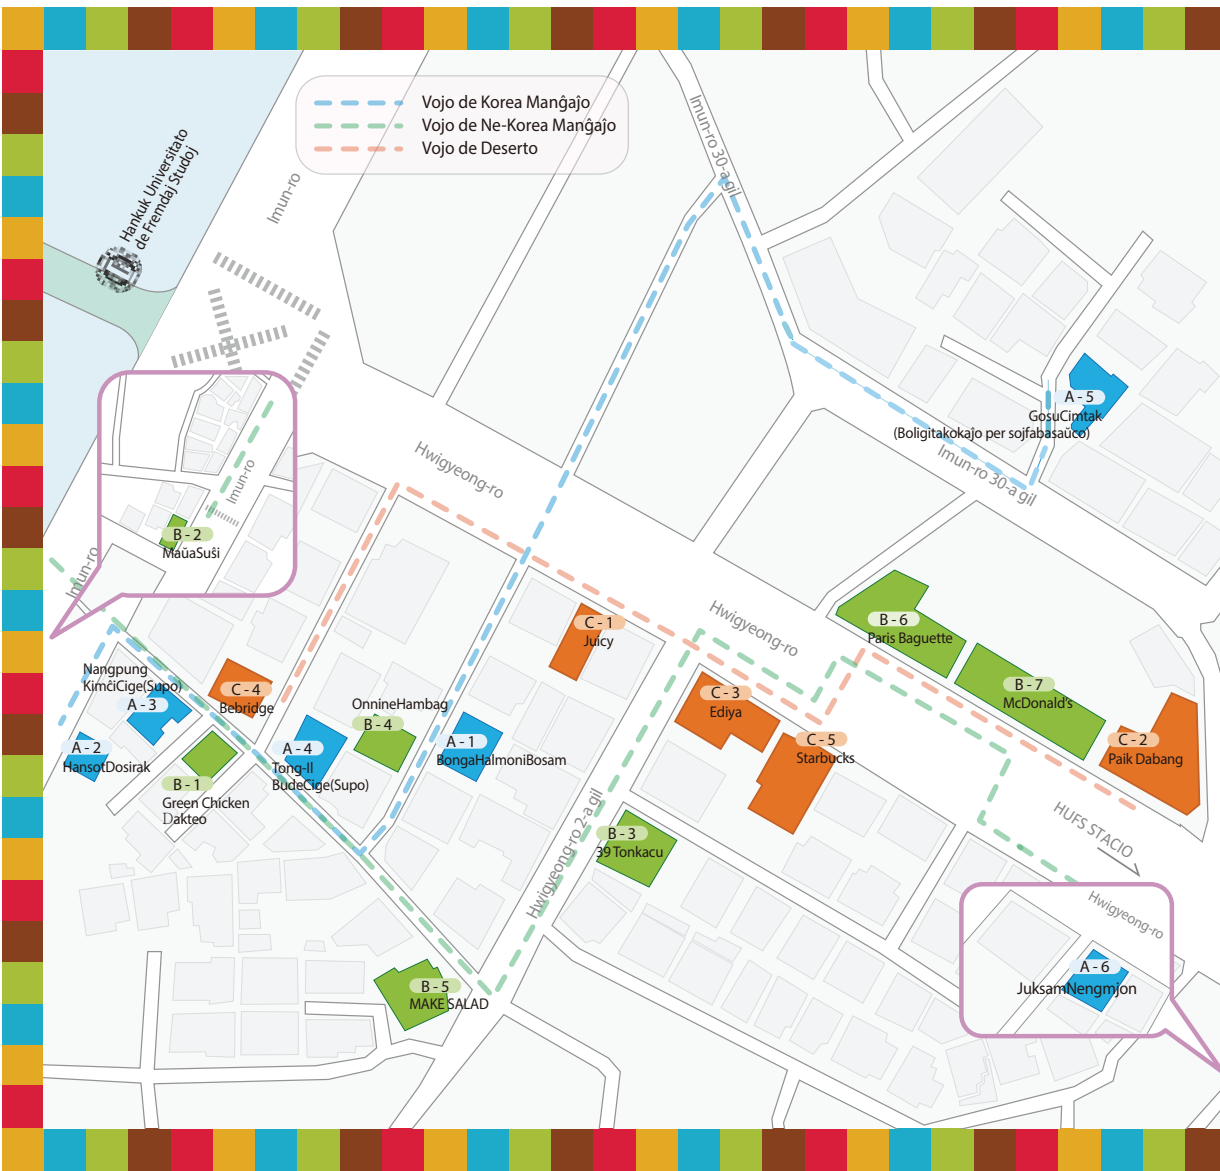 Vojo de Korea Manĝaĵo
Vojo de Ne-Korea Manĝaĵo
Vojo de Deserto
Hankuk Universitato
de Fremdaj Studoj
Imun-ro
Imun-ro 30-a gil
A - 5
GosuCimtak
(Boligitakokaĵo per sojfabasaŭco)
Imun-ro 30-a gil
Hwigyeong-ro
Imun-ro
B - 2
MaŭaSuŝi
Imun-ro
Hwigyeong-ro
C - 1
Juicy
B - 6
Paris Baguette
Nangpung
KimĉiCige(Supo)
A - 3
C - 4
Bebridge
OnnineHambag
B - 4
C - 3
Ediya
B - 7
McDonald's
A - 2
HansotDosirak
A - 4
Tong-Il
BudeCige(Supo)
A - 1
BongaHalmoniBosam
C - 5
Starbucks
C - 2
Paik Dabang
B - 1
Green Chicken
Dakteo
Hwigyeong-ro 2-a gil
B - 3
39 Tonkacu
HUFS STACIO
Hwigyeong-ro
A - 6
JuksamNengmjon
B - 5
MAKE SALAD